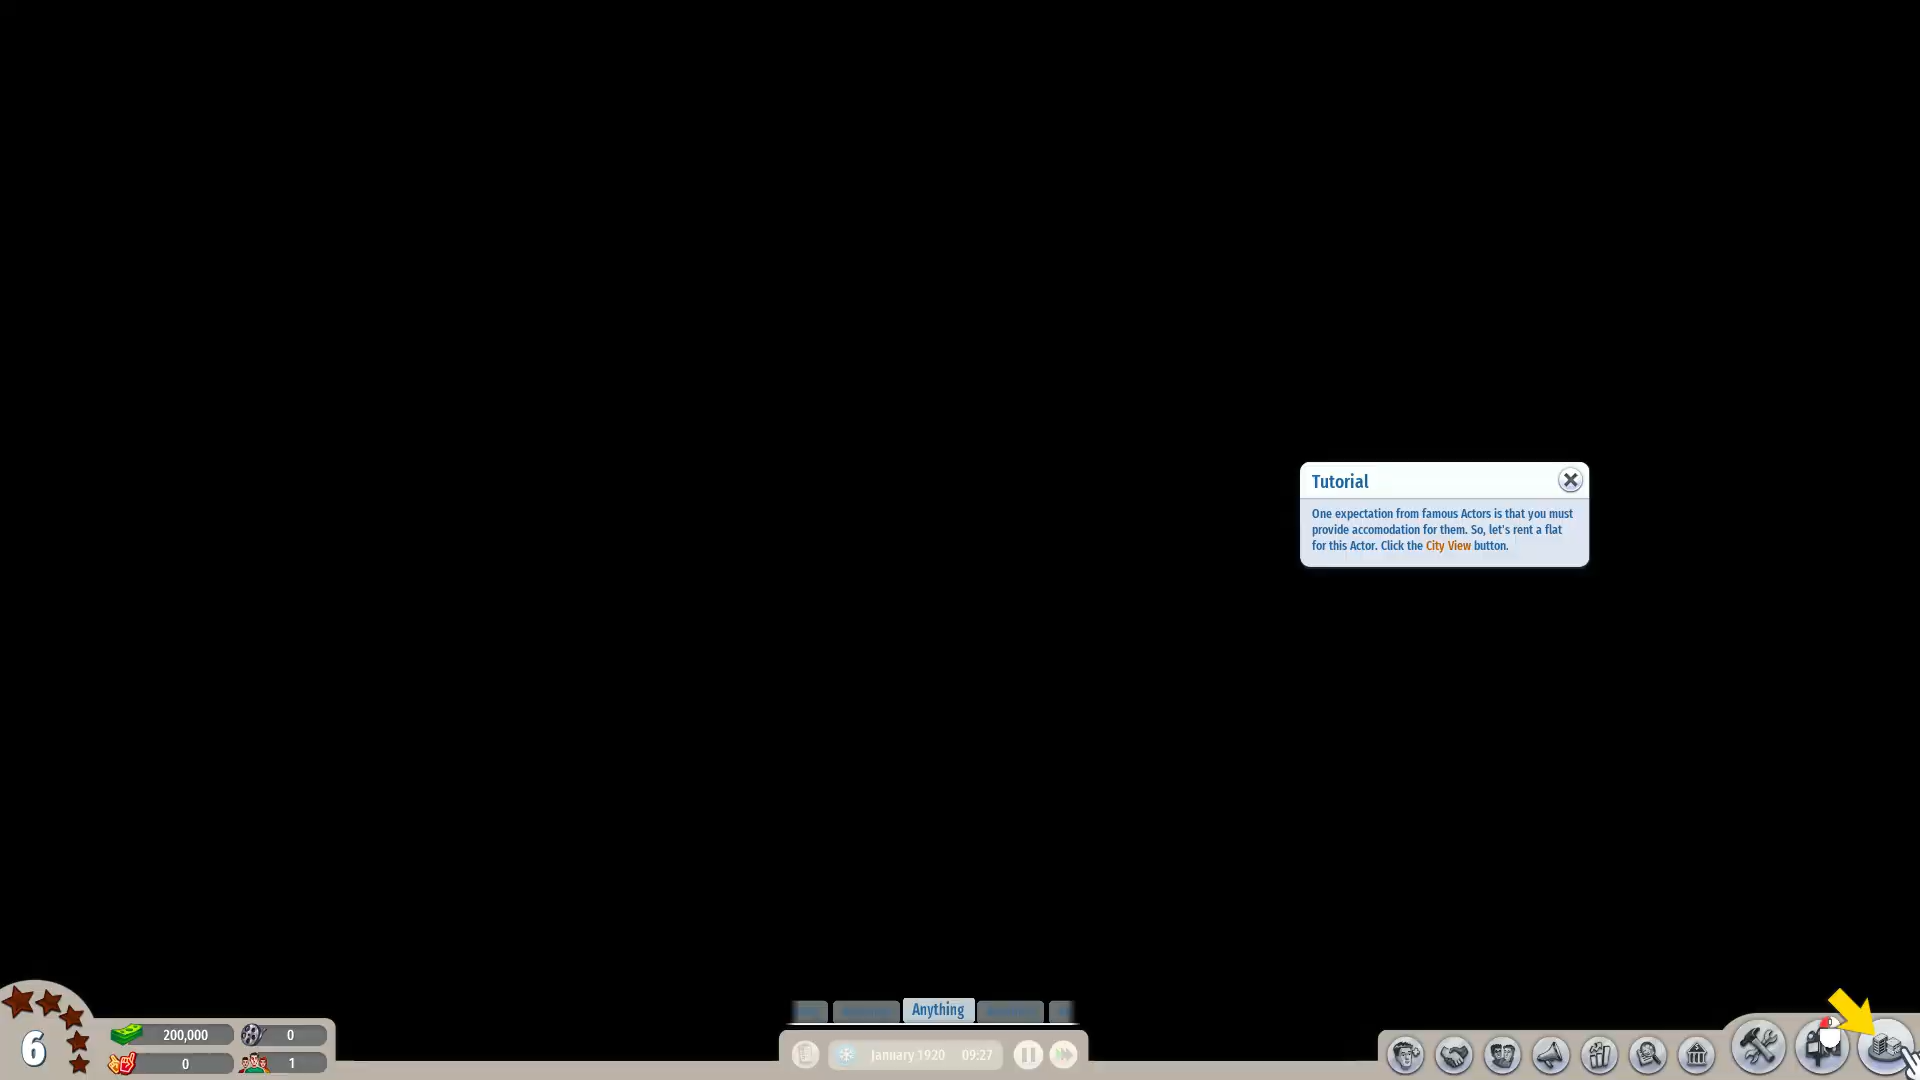 Tutorial
One expectation from famous Actors is that you must
provide accomodation for them. So, let's rent a flat
for this Actor. Click the City View button.
Anything
6
200,000
0
0
1
January 1920 09:27